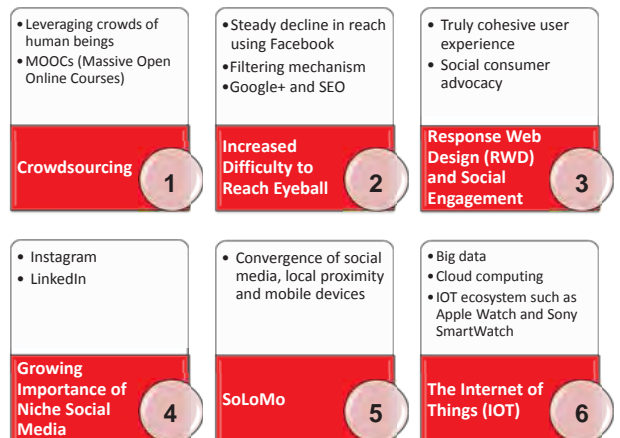 • Leveraging crowds of
human beings
• MOOCs (Massive Open
Online Courses)
Crowdsourcing
1
• Steady decline in reach
using Facebook
• Filtering mechanism
• Google+ and SEO
Increased
Difficulty to
Reach Eyeball
2
• Truly cohesive user
experience
• Social consumer
advocacy
Response Web
Design (RWD)
and Social
Engagement
3
• Instagram
• LinkedIn
Growing
Importance of
Niche Social
Media
4
• Convergence of social
media, local proximity
and mobile devices
SoLoMo
5
• Big data
• Cloud computing
• IOT ecosystem such as
Apple Watch and Sony
SmartWatch
The Internet of
Things (IOT)
6